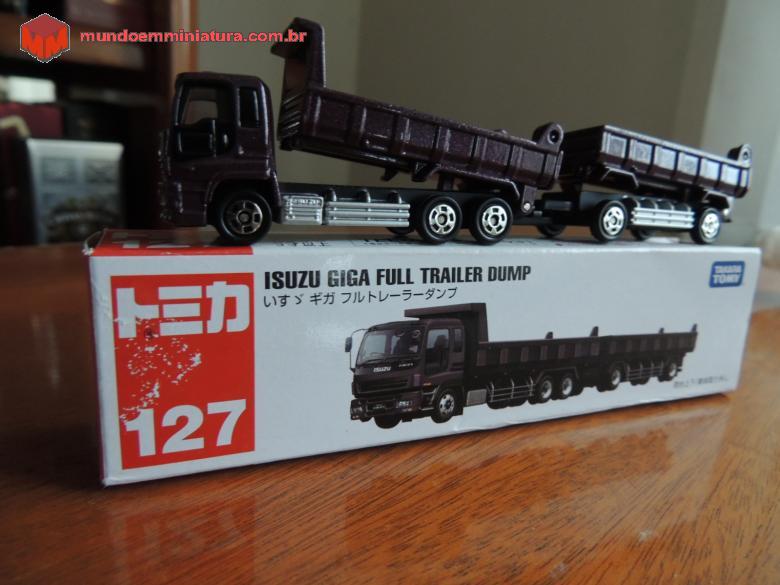 mundoemminiatura.com.br
ISUZU GIGA FULL TRAILER DUMP
いすゞ ギガ フルトレーラーダンプ
TAKARA
TOMY
トミカ
ISUZU
127